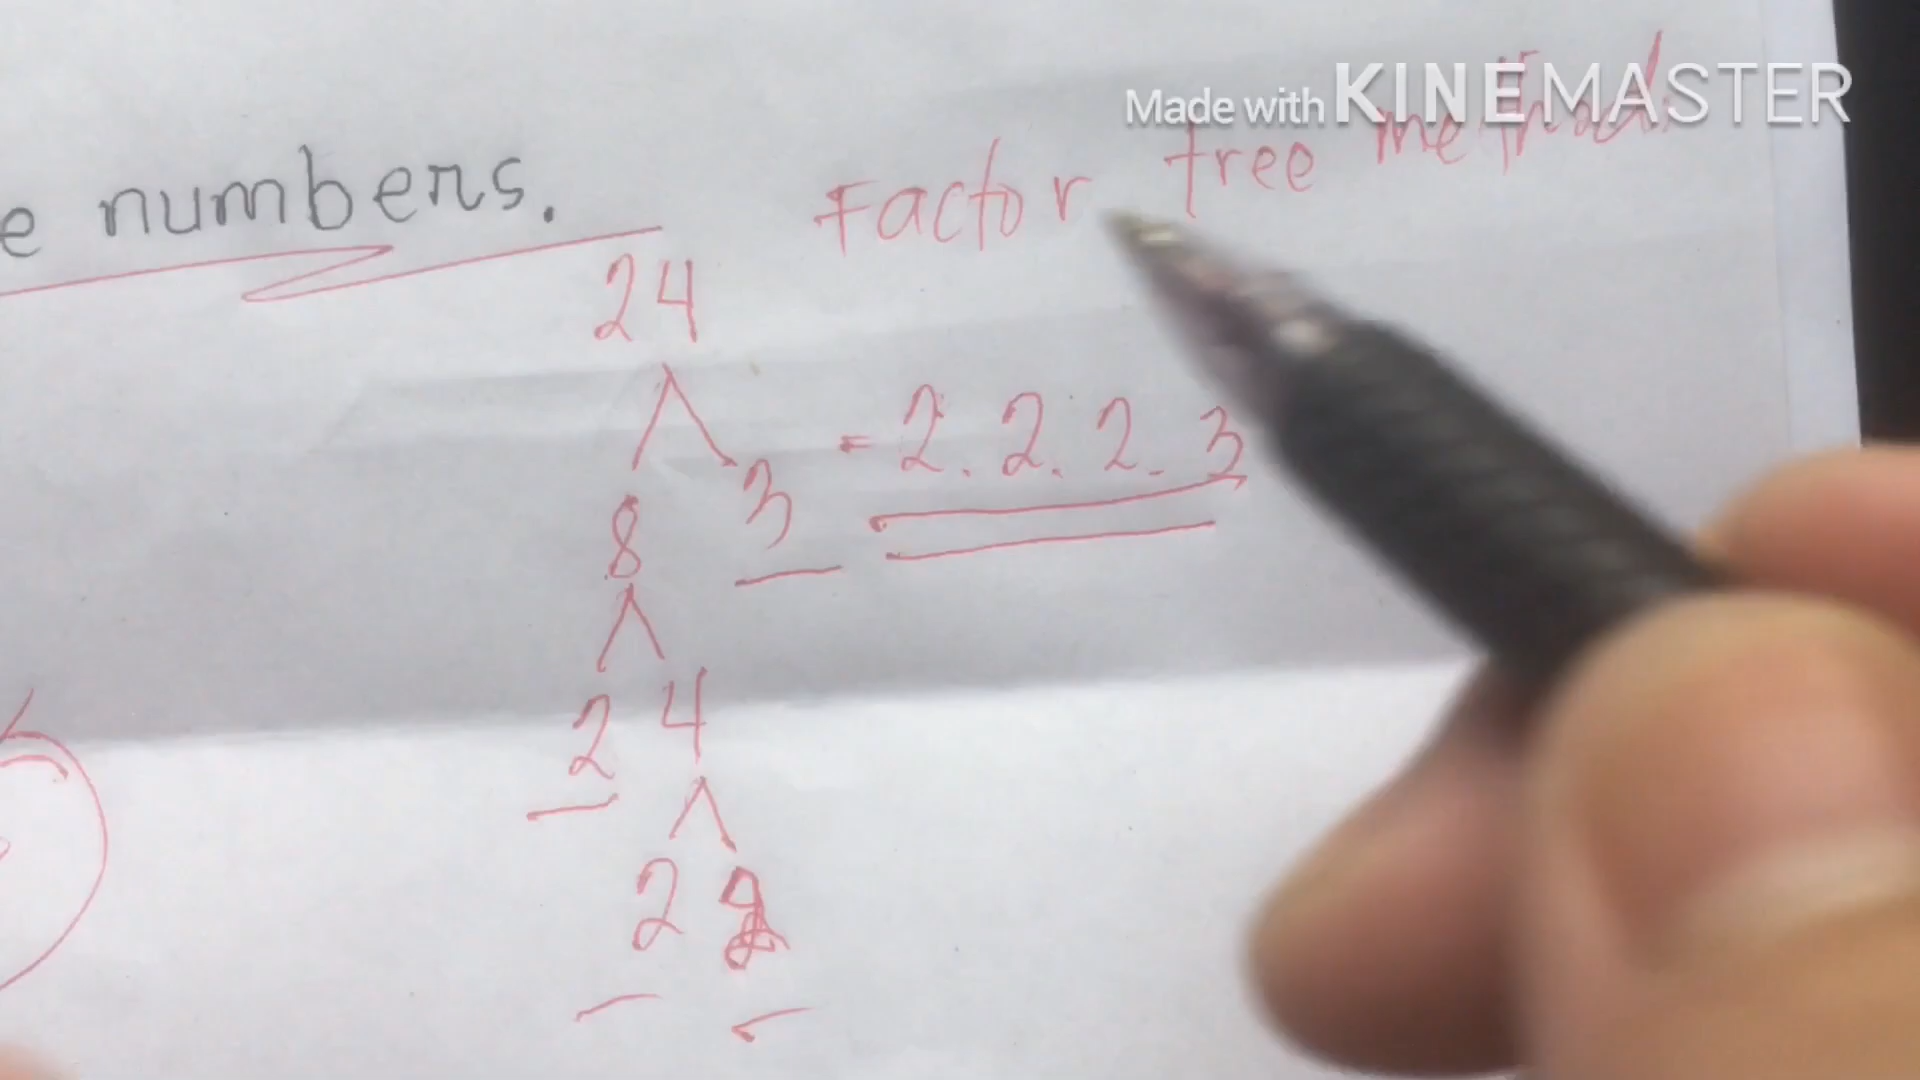 Made with KINEMASTER
e numbers.
Factor tree method.
24
8 3 = 2. 2. 2. 3
2 4
2 2